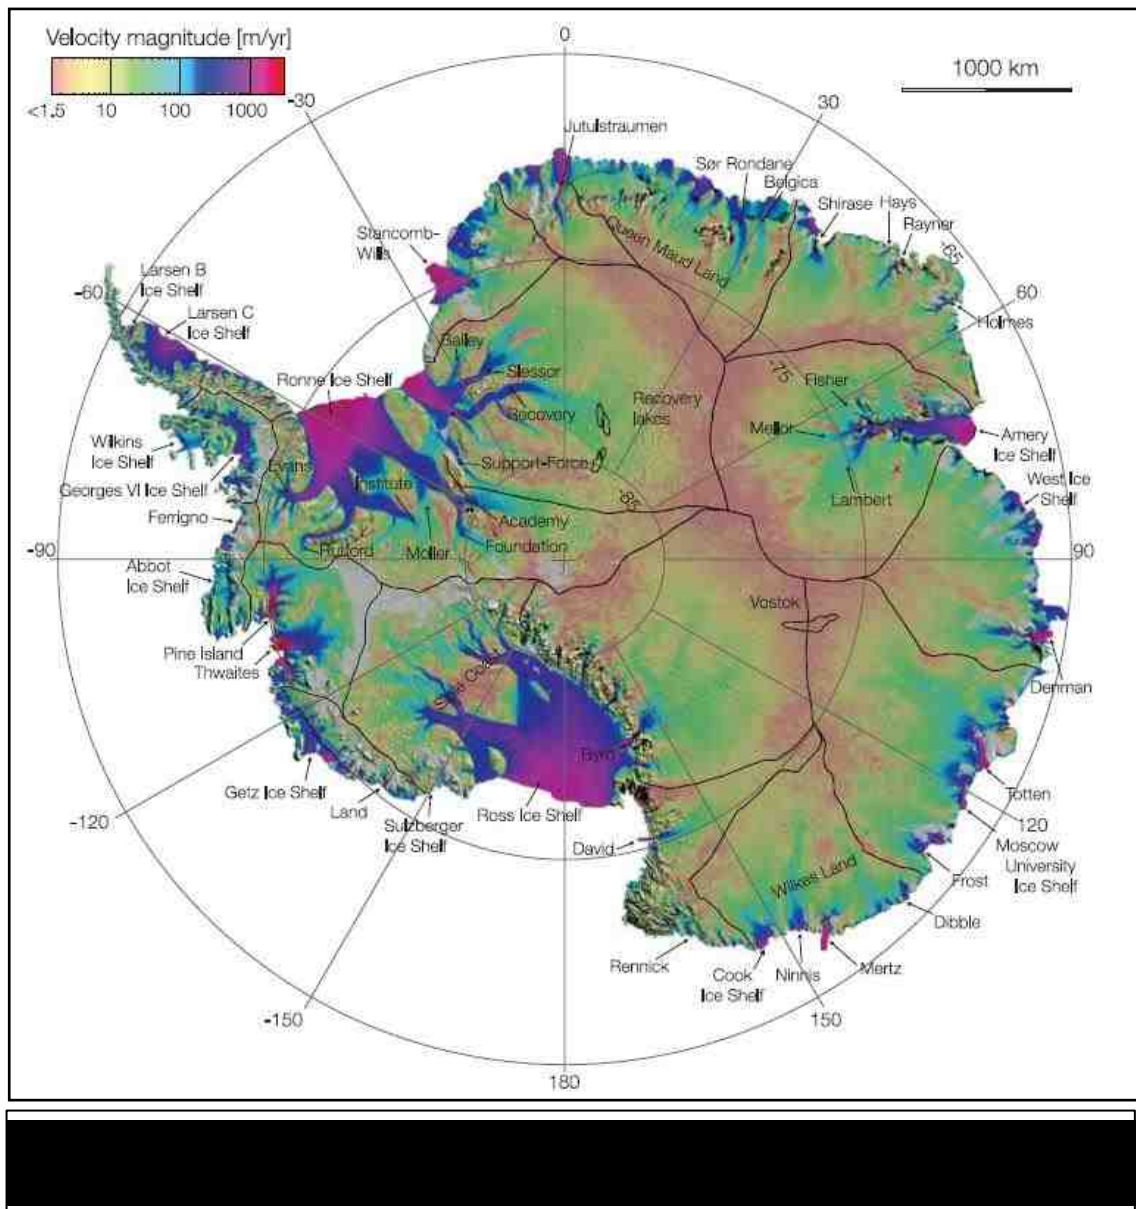 Velocity magnitude [m/yr]
<1.5 10 100 1000
0
1000 km
-30
30
Jutulstraumen
Sør Rondane
Belgica
Shirase
Hays
Rayner
-65
Queen Maud Land
Stancomb-
Wills
Larsen B
Ice Shelf
-60
Larsen C
Ice Shelf
60
Holmes
Bailey
Slessor
Ronne Ice Shelf
Recovery
Recovery
lakes
-75
Fisher
Mellor
Amery
Ice Shelf
Wilkins
Ice Shelf
Evans
Support-Force
Georges VI Ice Shelf
Institute
-85
Lambert
West Ice
Shelf
Ferrigno
Academy
Foundation
Rutford
Moller
-90
90
Abbot
Ice Shelf
Vostok
Pine Island
Thwaites
Siple Coast
Denman
Byrd
Getz Ice Shelf
Land
Sulzberger
Ice Shelf
Ross Ice Shelf
-120
Totten
120
David
Moscow
University
Ice Shelf
Wilkes Land
Frost
Dibble
Rennick
Cook
Ice Shelf
Ninnis
Mertz
-150
150
180